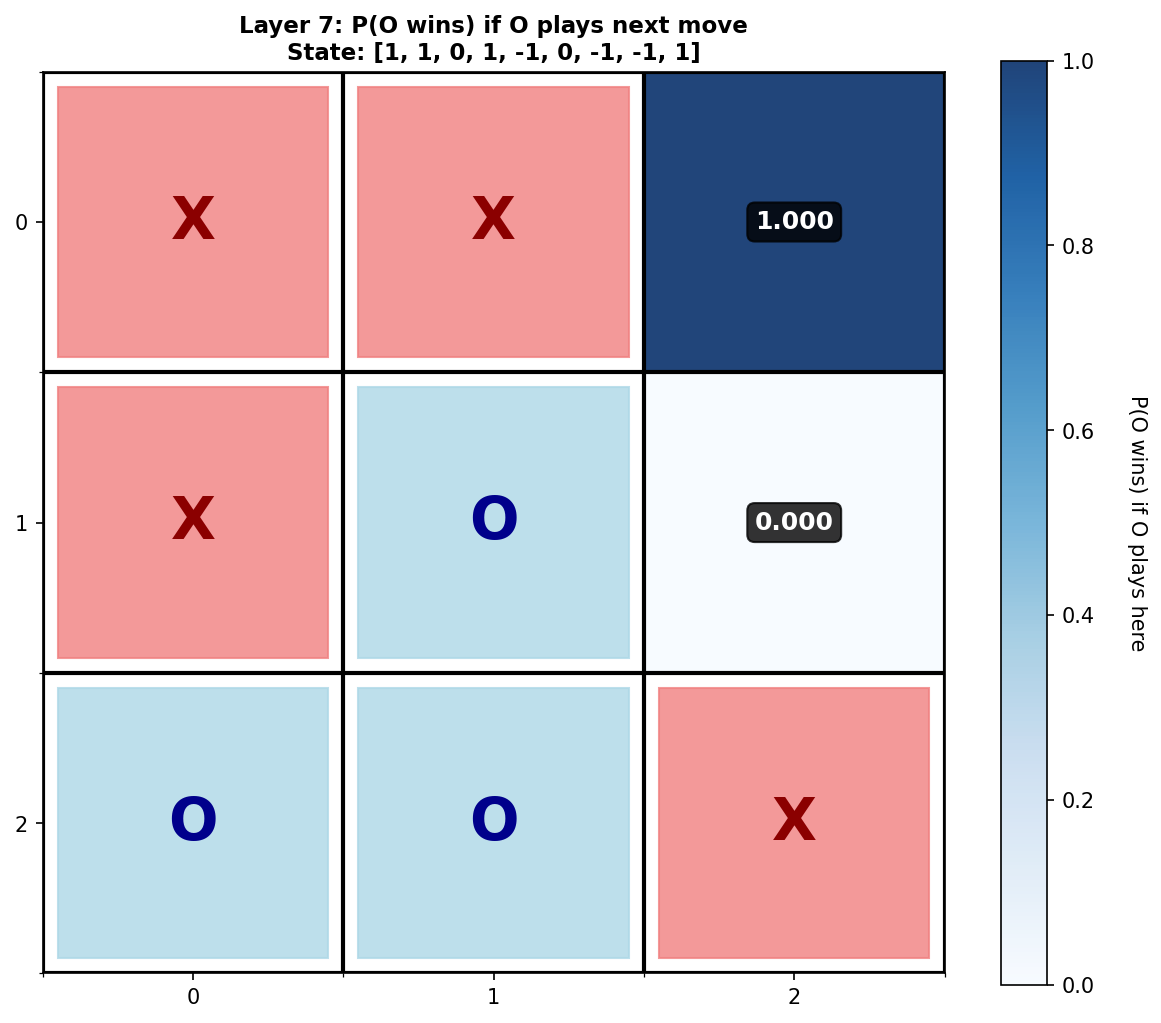 Layer 7: P(O wins) if O plays next move
State: [1, 1, 0, 1, -1, 0, -1, -1, 1]
0
X
X
1.000
1
X
O
0.000
2
O
O
X
0
1
2
1.0
0.8
0.6
0.4
0.2
0.0
P(O wins) if O plays here